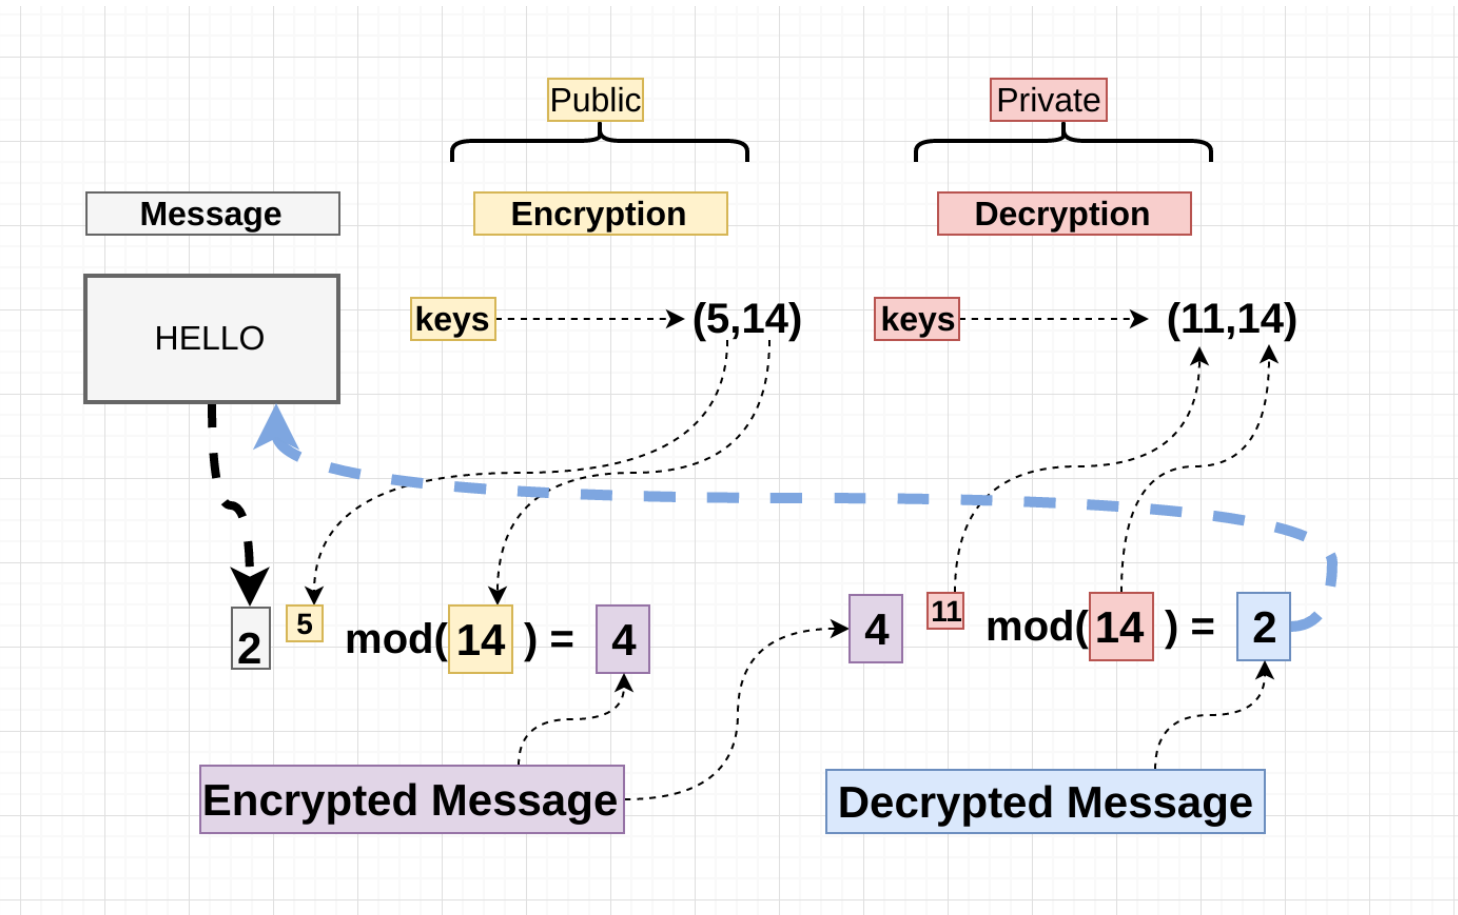 Public
Private
Message
Encryption
Decryption
HELLO
keys
(5,14)
keys
(11,14)
2 5 mod( 14 ) = 4
4 11 mod( 14 ) = 2
Encrypted Message
Decrypted Message